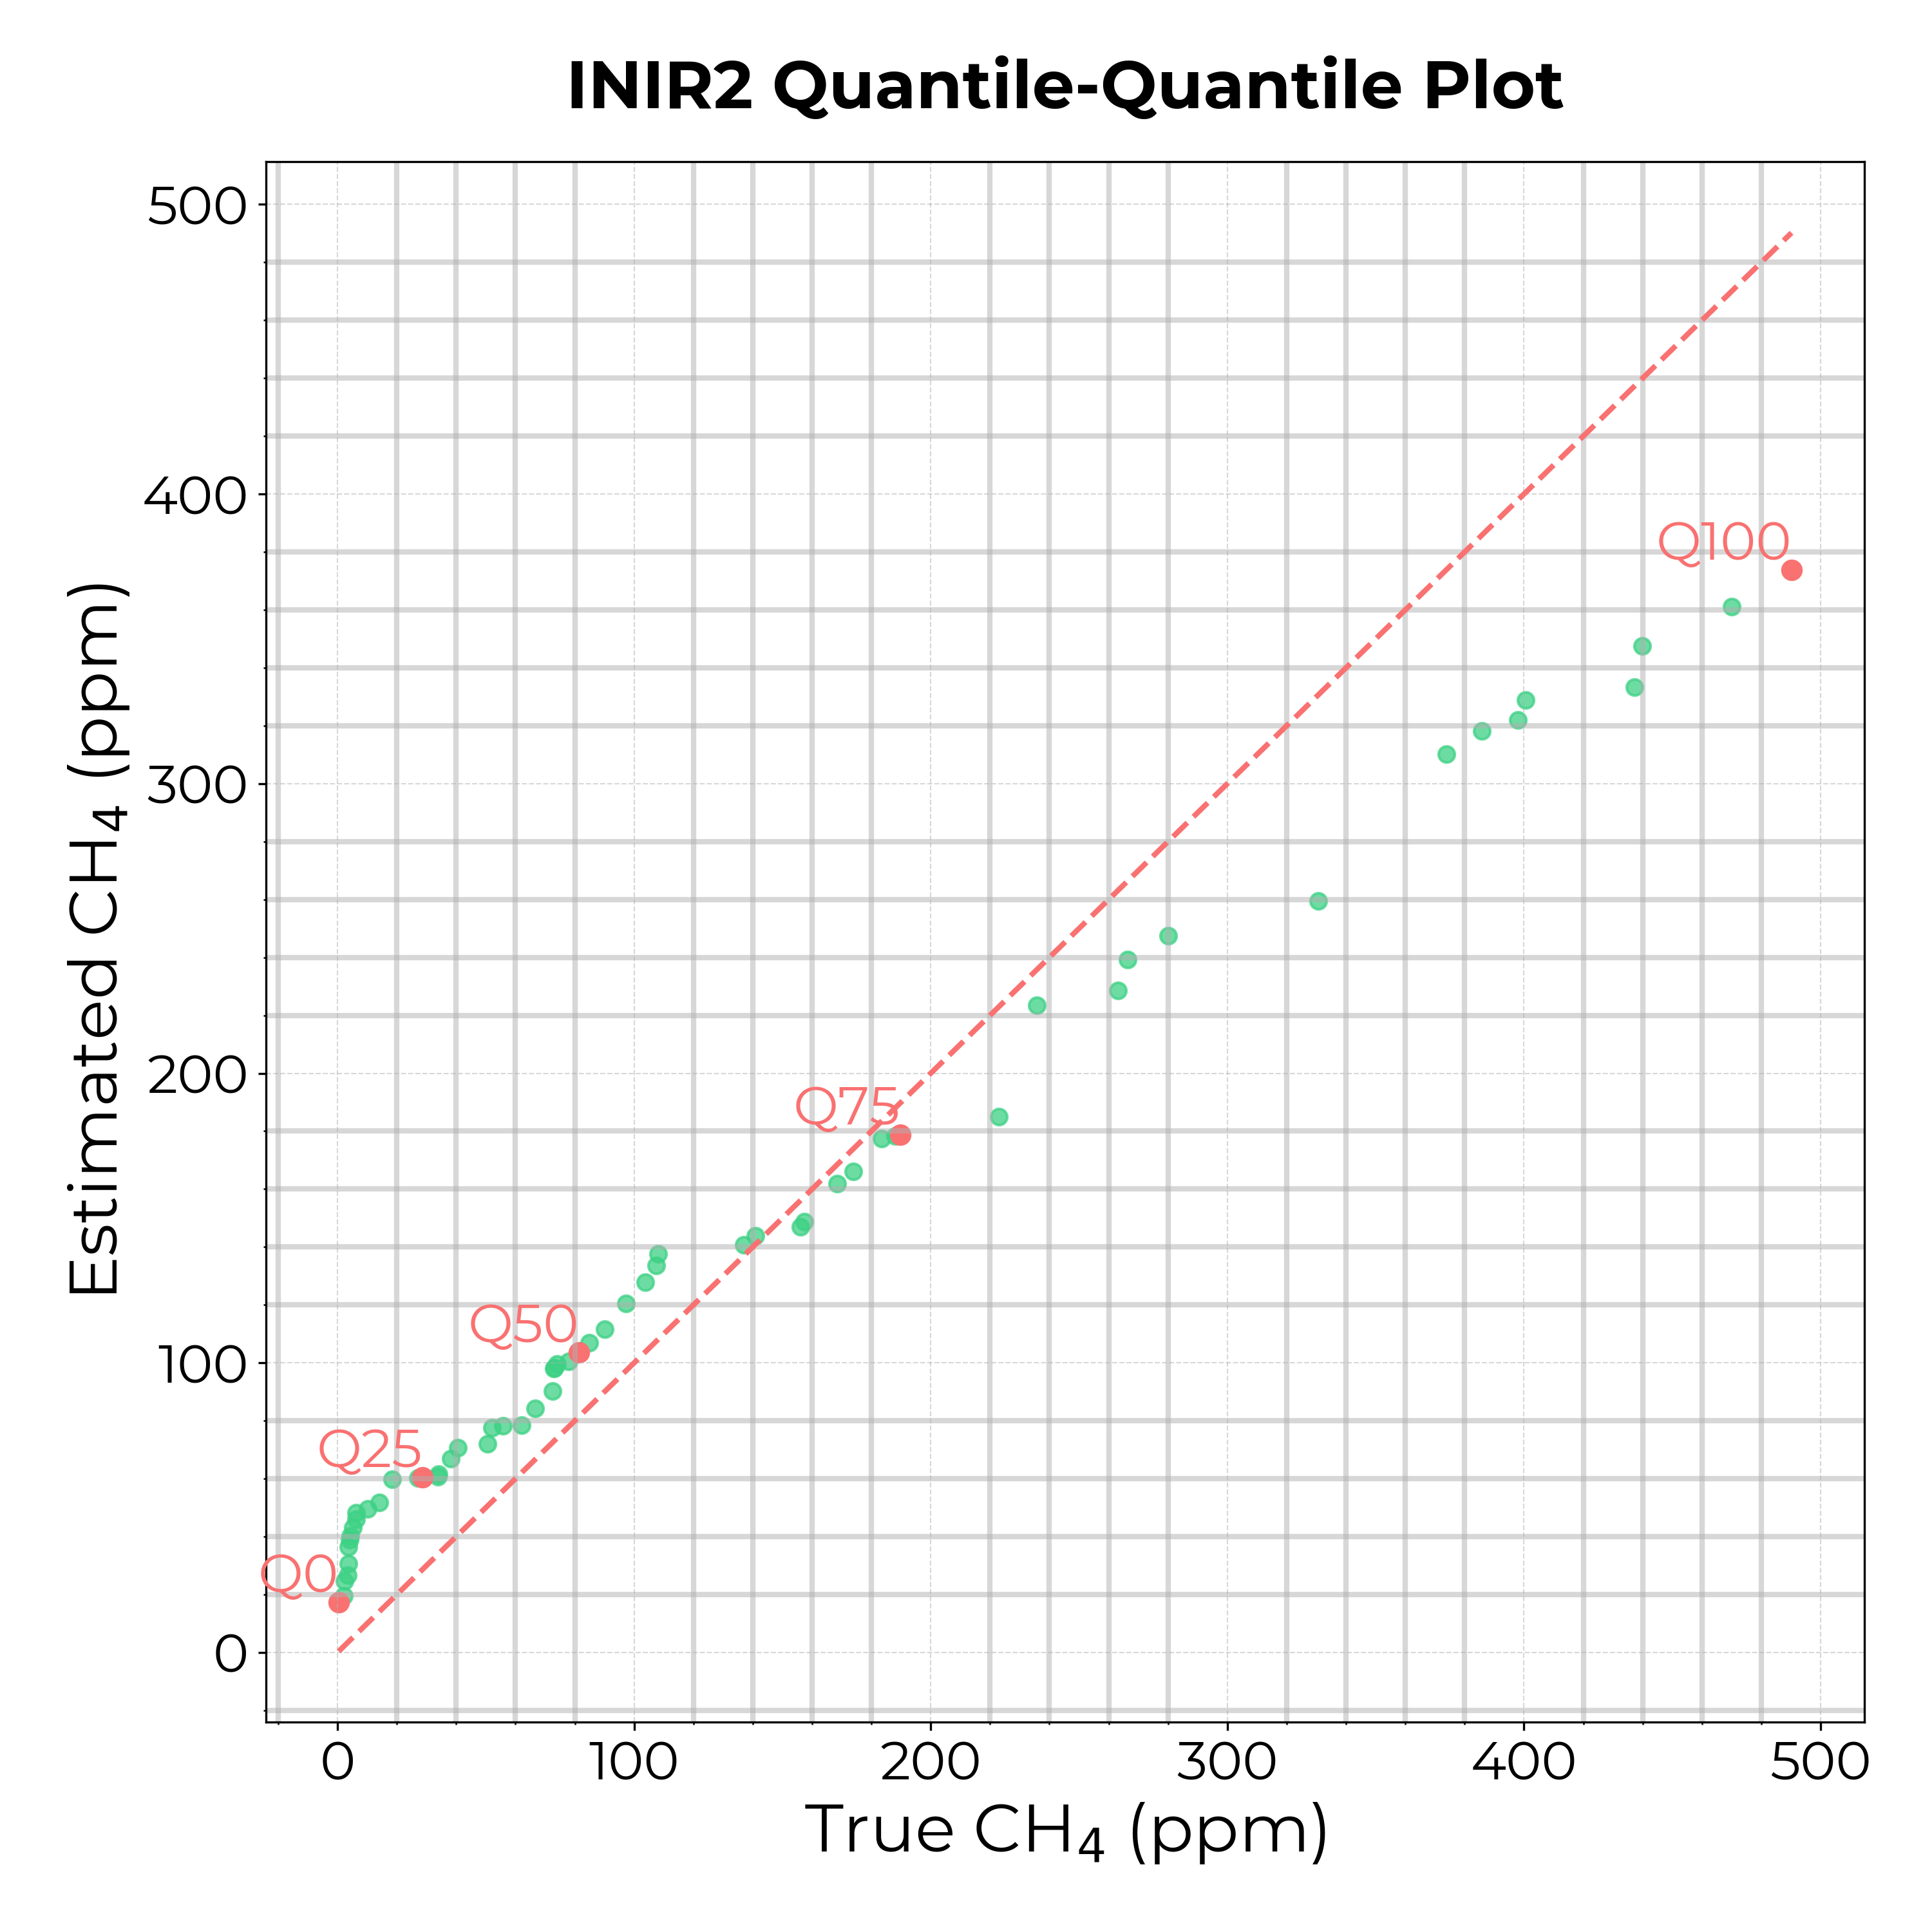 INIR2 Quantile-Quantile Plot
Estimated CH₄ (ppm)
500
400
300
200
100
0
Q100
Q75
Q50
Q25
Q0
0 100 200 300 400 500
True CH₄ (ppm)